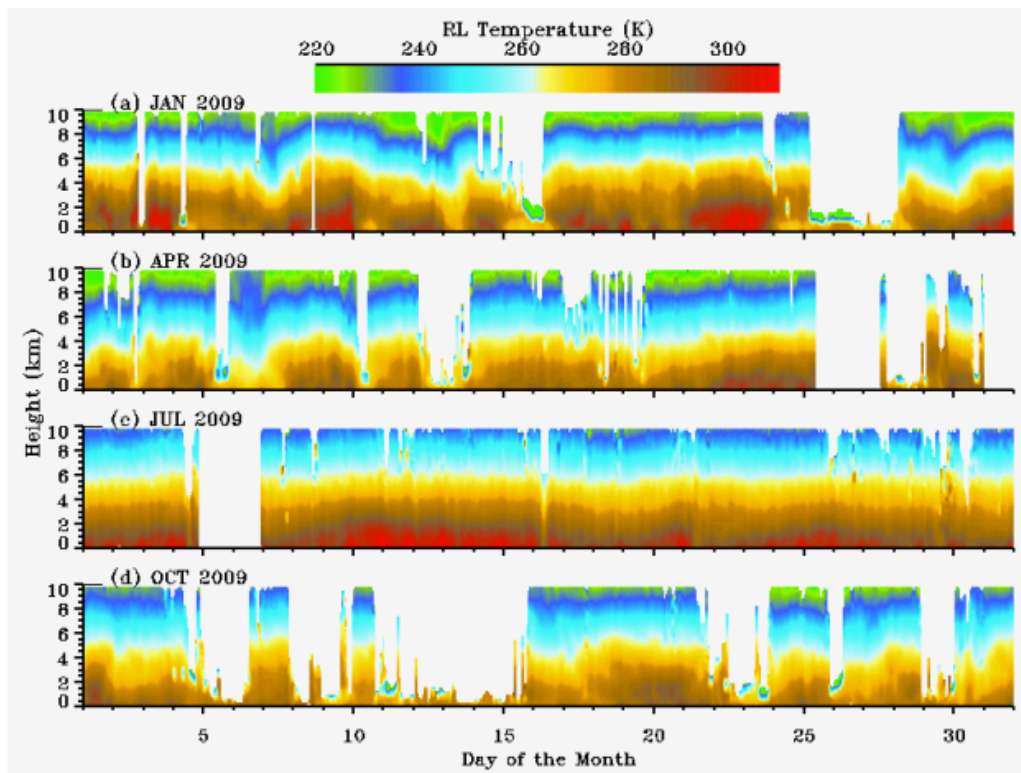 RL Temperature (K)
220 240 260 280 300
(a) JAN 2009
10
8
6
4
2
0
(b) APR 2009
10
8
6
4
2
0
Height (km)
(c) JUL 2009
10
8
6
4
2
0
(d) OCT 2009
10
8
6
4
2
0
5 10 15 20 25 30
Day of the Month